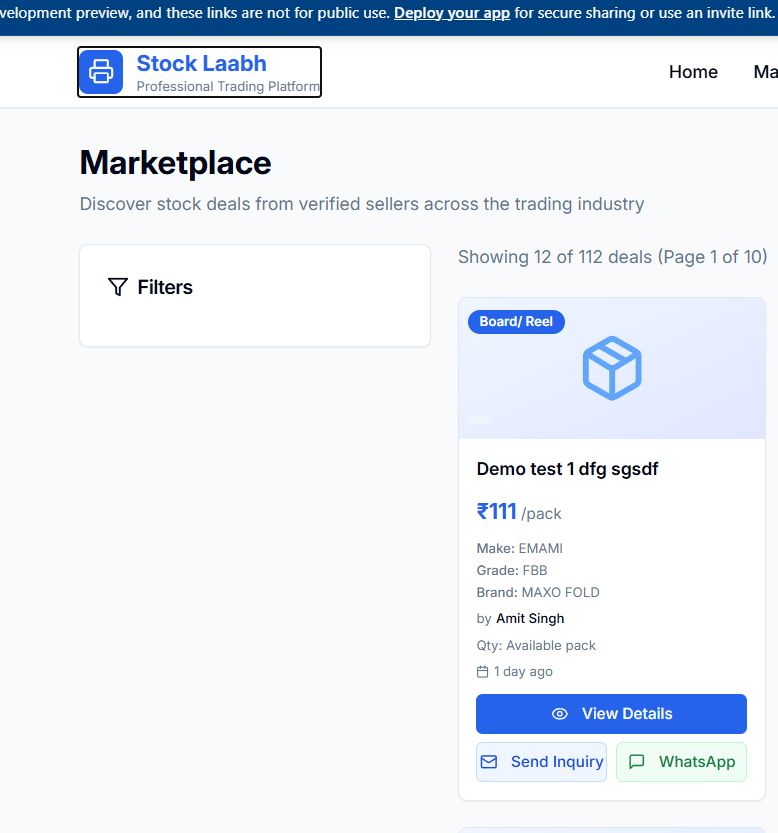 velopment preview, and these links are not for public use. Deploy your app for secure sharing or use an invite link.
Stock Laabh
Professional Trading Platform
Home
Ma
Marketplace
Discover stock deals from verified sellers across the trading industry
Filters
Showing 12 of 112 deals (Page 1 of 10)
Board/ Reel
Demo test 1 dfg sgsdf
₹111 /pack
Make: EMAMI
Grade: FBB
Brand: MAXO FOLD
by Amit Singh
Qty: Available pack
1 day ago
View Details
Send Inquiry
WhatsApp